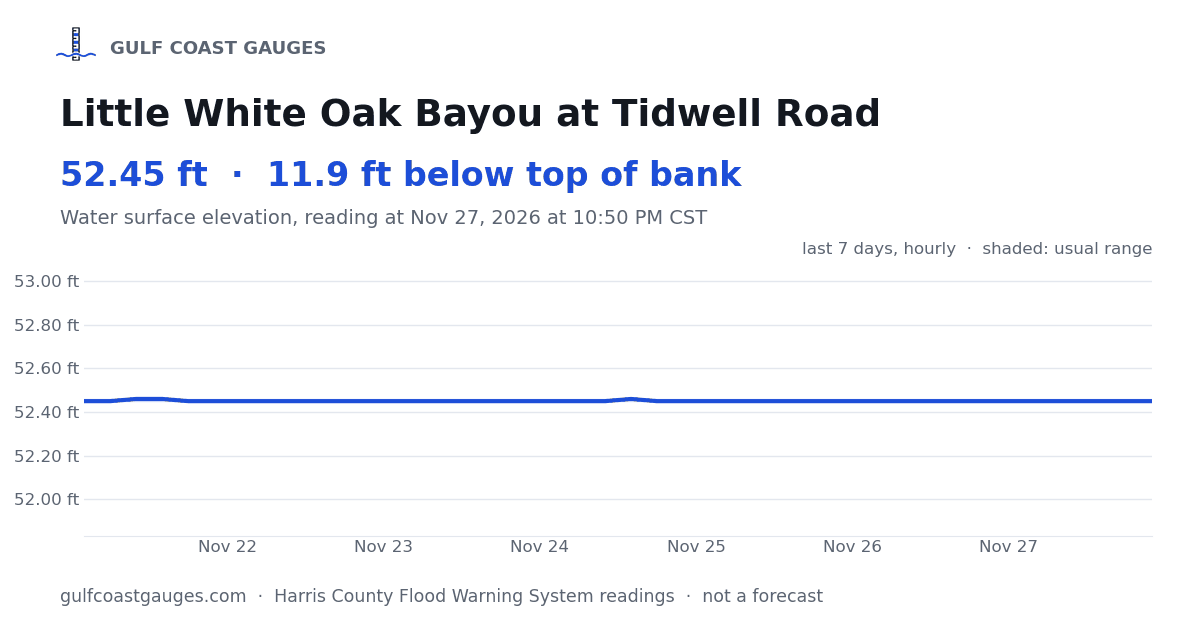 GULF COAST GAUGES
Little White Oak Bayou at Tidwell Road
52.45 ft · 11.9 ft below top of bank
Water surface elevation, reading at Nov 27, 2026 at 10:50 PM CST
last 7 days, hourly · shaded: usual range
53.00 ft
52.80 ft
52.60 ft
52.40 ft
52.20 ft
52.00 ft
Nov 22 Nov 23 Nov 24 Nov 25 Nov 26 Nov 27
gulfcoastgauges.com · Harris County Flood Warning System readings · not a forecast